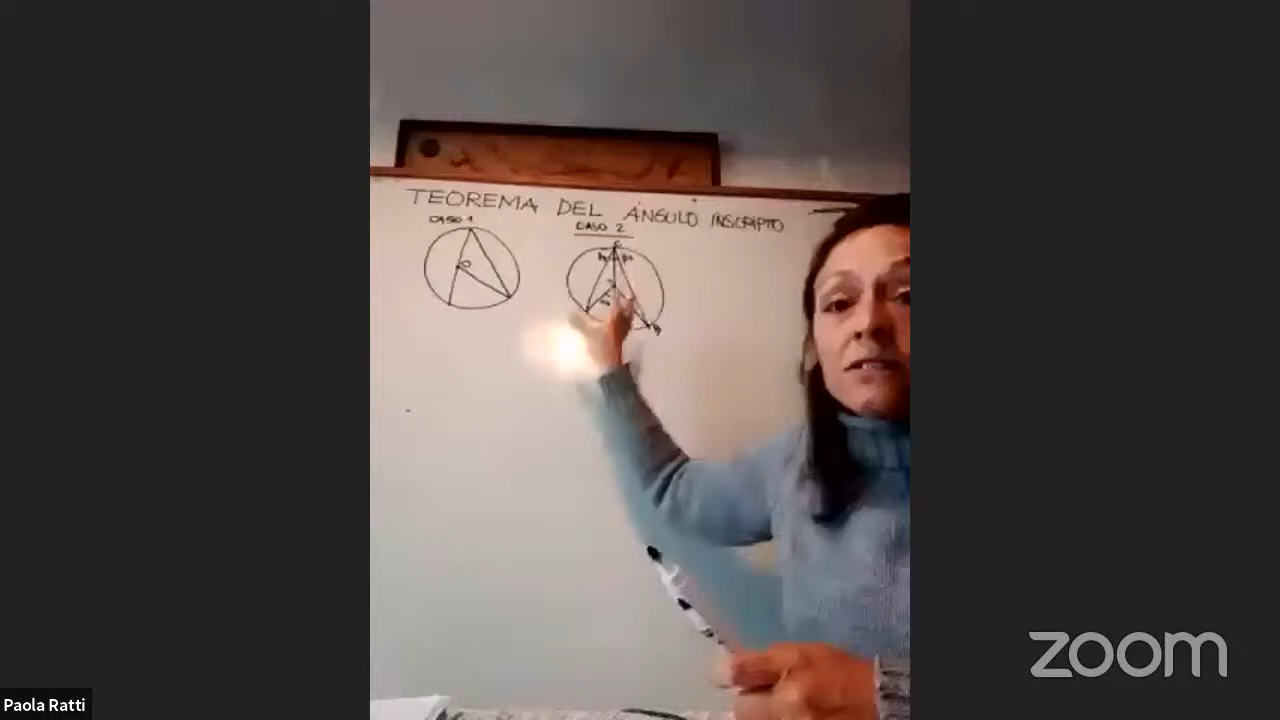 TEOREMA DEL ÁNGULO INSCRIPTO
CASO 1
CASO 2
O
C
zoom
Paola Ratti